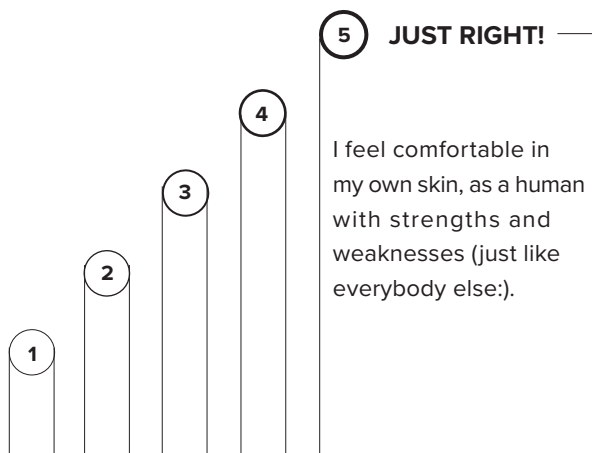 5 JUST RIGHT!
4
I feel comfortable in
my own skin, as a human
3
with strengths and
weaknesses (just like
2
everybody else:).
1